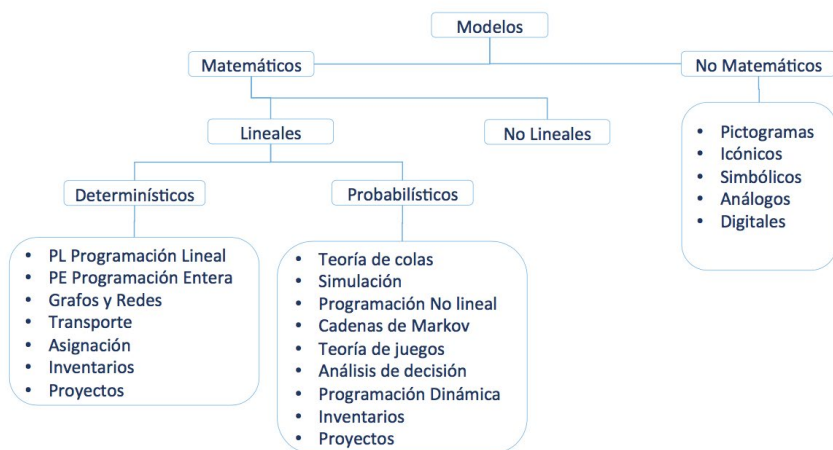 Modelos
Matemáticos
No Matemáticos
Lineales
No Lineales
• Pictogramas
• Icónicos
• Simbólicos
• Análogos
• Digitales
Determinísticos
Probabilísticos
• PL Programación Lineal
• PE Programación Entera
• Grafos y Redes
• Transporte
• Asignación
• Inventarios
• Proyectos
• Teoría de colas
• Simulación
• Programación No lineal
• Cadenas de Markov
• Teoría de juegos
• Análisis de decisión
• Programación Dinámica
• Inventarios
• Proyectos